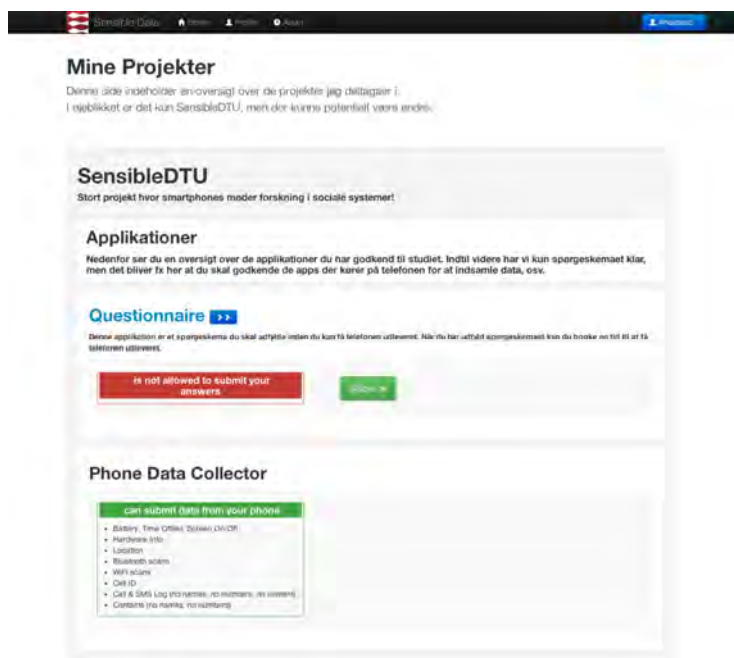 Sensible Data Home Profile About
Mine Projekter
Denne side indeholder en oversigt over de projekter jeg deltager i.
I øjeblikket er det kun SensibleDTU, men der kunne potentielt være andre.
SensibleDTU
Stort projekt hvor smartphones møder forskning i sociale systemer!
Applikationer
Nedenfor ser du en oversigt over de applikationer du har godkend til studiet. Indtil videre har vi kun spørgeskemaet klar,
men det bliver fx her at du skal godkende de apps der kører på telefonen for at indsamle data, osv.
Questionnaire >>
Denne applikation er et spørgeskema du skal udfylde inden du kan få telefonen udleveret. Når du har udfyldt spørgeskemaet kan du booke en tid til at få
telefonen udleveret.
is not allowed to submit your
answers
Phone Data Collector
can submit data from your phone
Battery, Time Offset, Screen On/Off
Hardware Info
Location
Bluetooth scans
WiFi scans
Cell ID
Call & SMS Log (no names, no numbers, no content)
Contacts (no names, no numbers)